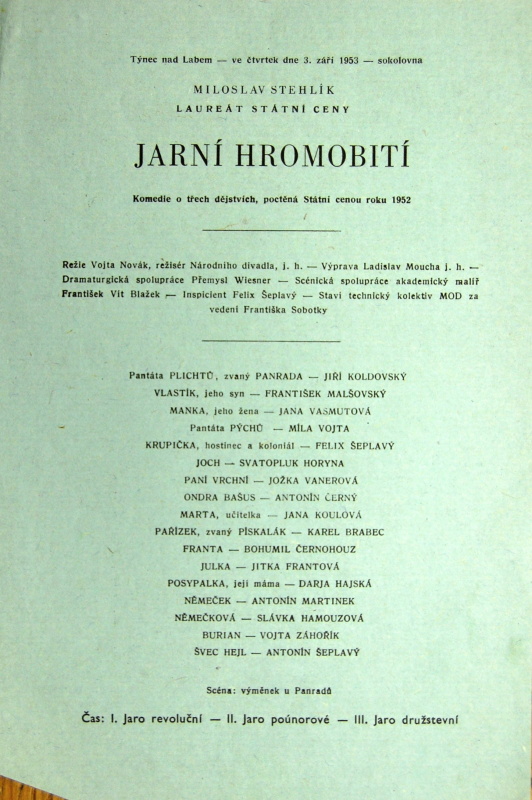 Týnec nad Labem — ve čtvrtek dne 3. září 1953 — sokolovna
MILOSLAV STEHLÍK
LAUREÁT STÁTNÍ CENY
JARNÍ HROMOBITÍ
Komedie o třech dějstvích, poctěná Státní cenou roku 1952
Režie Vojta Novák, režisér Národního divadla, j. h. — Výprava Ladislav Moucha j. h. —
Dramaturgická spolupráce Přemysl Wiesner — Scénická spolupráce akademický malíř
František Vít Blažek — Inspicient Felix Šeplavý — Staví technický kolektiv MOD za
vedení Františka Sobotky
Pantáta PLICHTŮ, zvaný PANRADA — JIŘÍ KOLDOVSKÝ
VLASTÍK, jeho syn — FRANTIŠEK MALŠOVSKÝ
MANKA, jeho žena — JANA VASMUTOVÁ
Pantáta PÝCHŮ — MÍLA VOJTA
KRUPIČKA, hostinec a koloniál — FELIX ŠEPLAVÝ
JOCH — SVATOPLUK HORYNA
PANÍ VRCHNÍ — JOŽKA VANEROVÁ
ONDRA BAŠUS — ANTONÍN ČERNÝ
MARTA, učitelka — JANA KOULOVÁ
PAŘÍZEK, zvaný PÍSKALÁK — KAREL BRABEC
FRANTA — BOHUMIL ČERNOHOUZ
JULKA — JITKA FRANTOVÁ
POSYPALKA, její máma — DARJA HAJSKÁ
NĚMEČEK — ANTONÍN MARTINEK
NĚMEČKOVÁ — SLÁVKA HAMOUZOVÁ
BURIAN — VOJTA ZÁHOŘÍK
ŠVEC HEJL — ANTONÍN ŠEPLAVÝ
Scéna: výměnek u Panradů
Čas: I. Jaro revoluční — II. Jaro poúnorové — III. Jaro družstevní